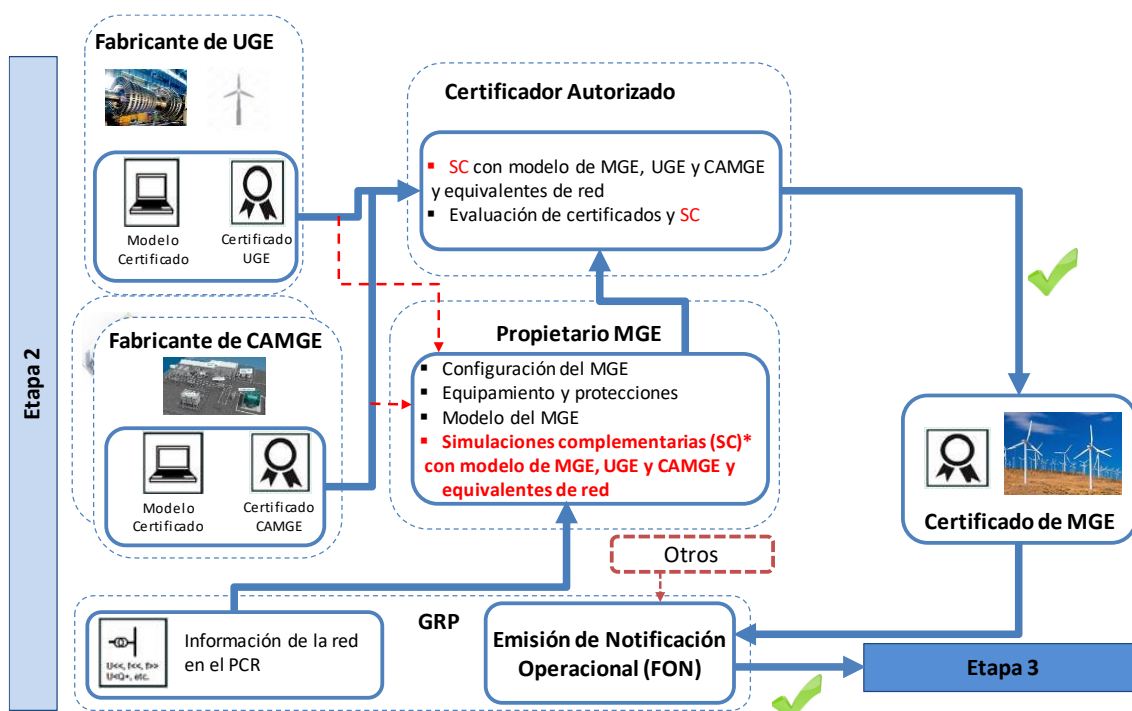 Etapa 2
Fabricante de UGE
Modelo
Certificado
Certificado
UGE
Fabricante de CAMGE
Modelo
Certificado
Certificado
CAMGE
Certificador Autorizado
SC con modelo de MGE, UGE y CAMGE
y equivalentes de red
Evaluación de certificados y SC
Propietario MGE
Configuración del MGE
Equipamiento y protecciones
Modelo del MGE
Simulaciones complementarias (SC)*
con modelo de MGE, UGE y CAMGE y
equivalentes de red
Certificado de MGE
Otros
GRP
U<<, f<<, f>>
U<Q+, etc.
Información de la red
en el PCR
Emisión de Notificación
Operacional (FON)
Etapa 3